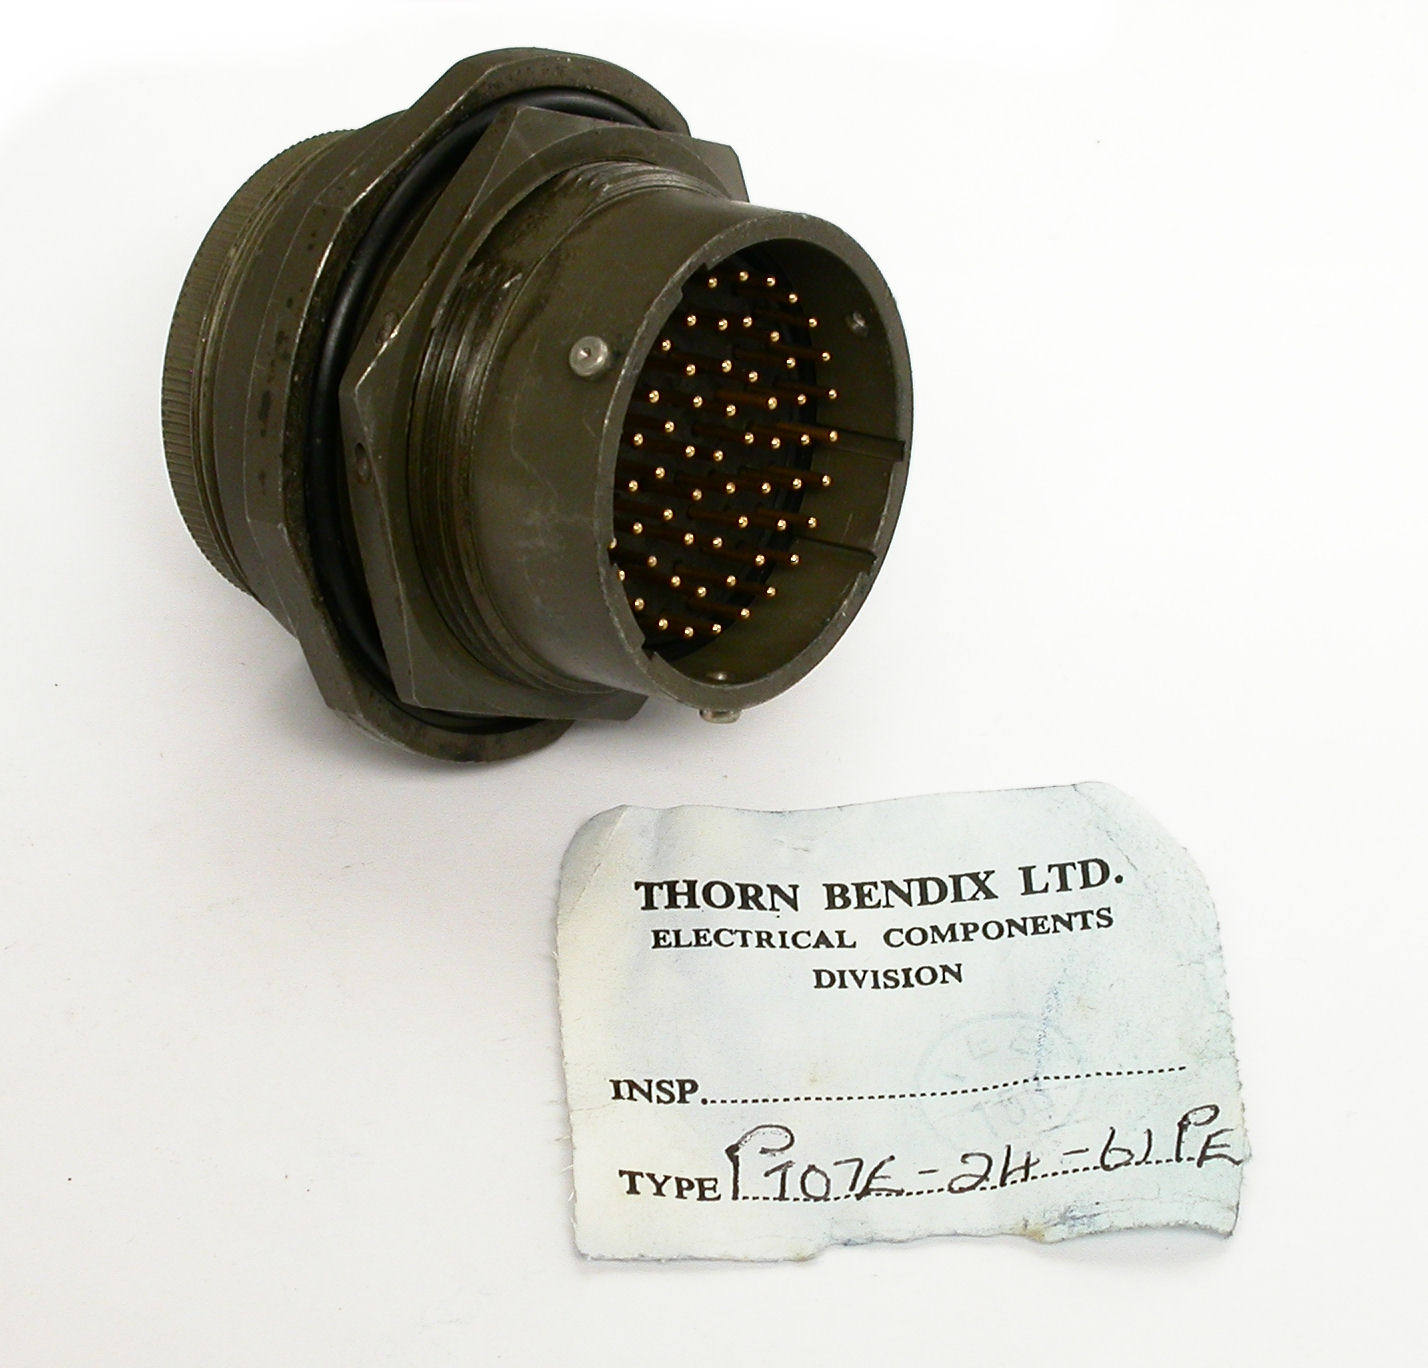 THORN BENDIX LTD.
ELECTRICAL COMPONENTS
DIVISION
INSP.
TYPE PT07E-24-61PE